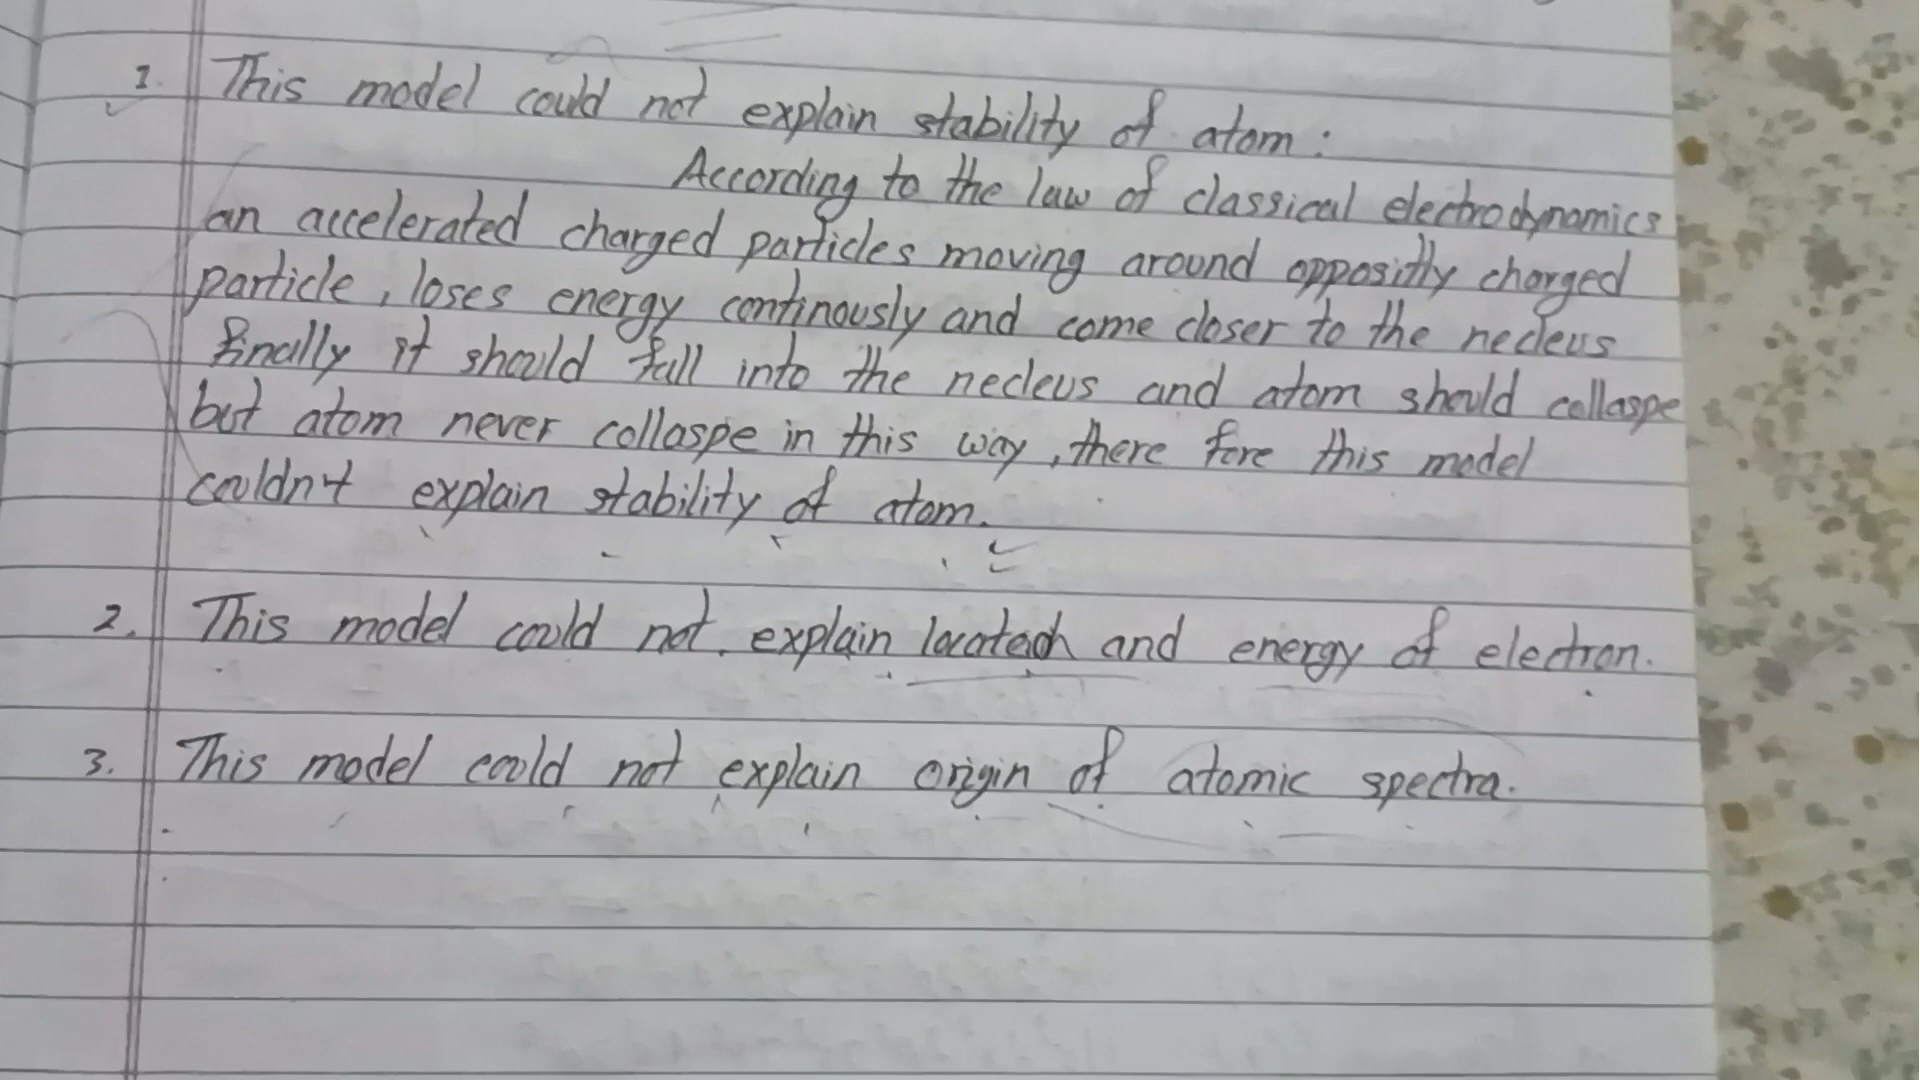 1. This model could not explain stability of atom:
According to the law of classical electrodynamics
an accelerated charged particles moving around oppositly charged
particle, loses energy continously and come closer to the necleus
finally it should fall into the necleus and atom should collaspe
but atom never collaspe in this way, there fore this model
couldn't explain stability of atom.
2. This model could not explain and energy of electron.
3. This model could not explain origin of atomic spectra.